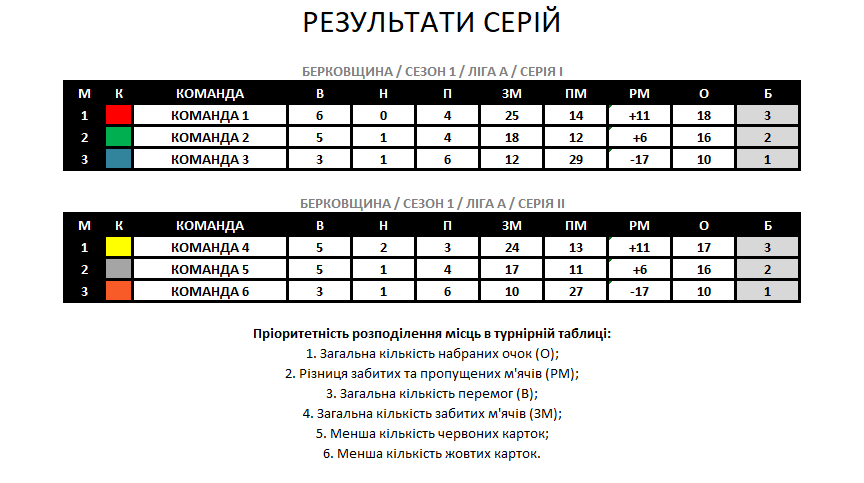 РЕЗУЛЬТАТИ СЕРІЙ
БЕРКОВЩИНА / СЕЗОН 1 / ЛІГА А / СЕРІЯ І
М К КОМАНДА В Н П ЗМ ПМ РМ О Б
1 КОМАНДА 1 6 0 4 25 14 +11 18 3
2 КОМАНДА 2 5 1 4 18 12 +6 16 2
3 КОМАНДА 3 3 1 6 12 29 -17 10 1
БЕРКОВЩИНА / СЕЗОН 1 / ЛІГА А / СЕРІЯ ІІ
М К КОМАНДА В Н П ЗМ ПМ РМ О Б
1 КОМАНДА 4 5 2 3 24 13 +11 17 3
2 КОМАНДА 5 5 1 4 17 11 +6 16 2
3 КОМАНДА 6 3 1 6 10 27 -17 10 1
Пріоритетність розподілення місць в турнірній таблиці:
1. Загальна кількість набраних очок (О);
2. Різниця забитих та пропущених м'ячів (РМ);
3. Загальна кількість перемог (В);
4. Загальна кількість забитих м'ячів (ЗМ);
5. Менша кількість червоних карток;
6. Менша кількість жовтих карток.